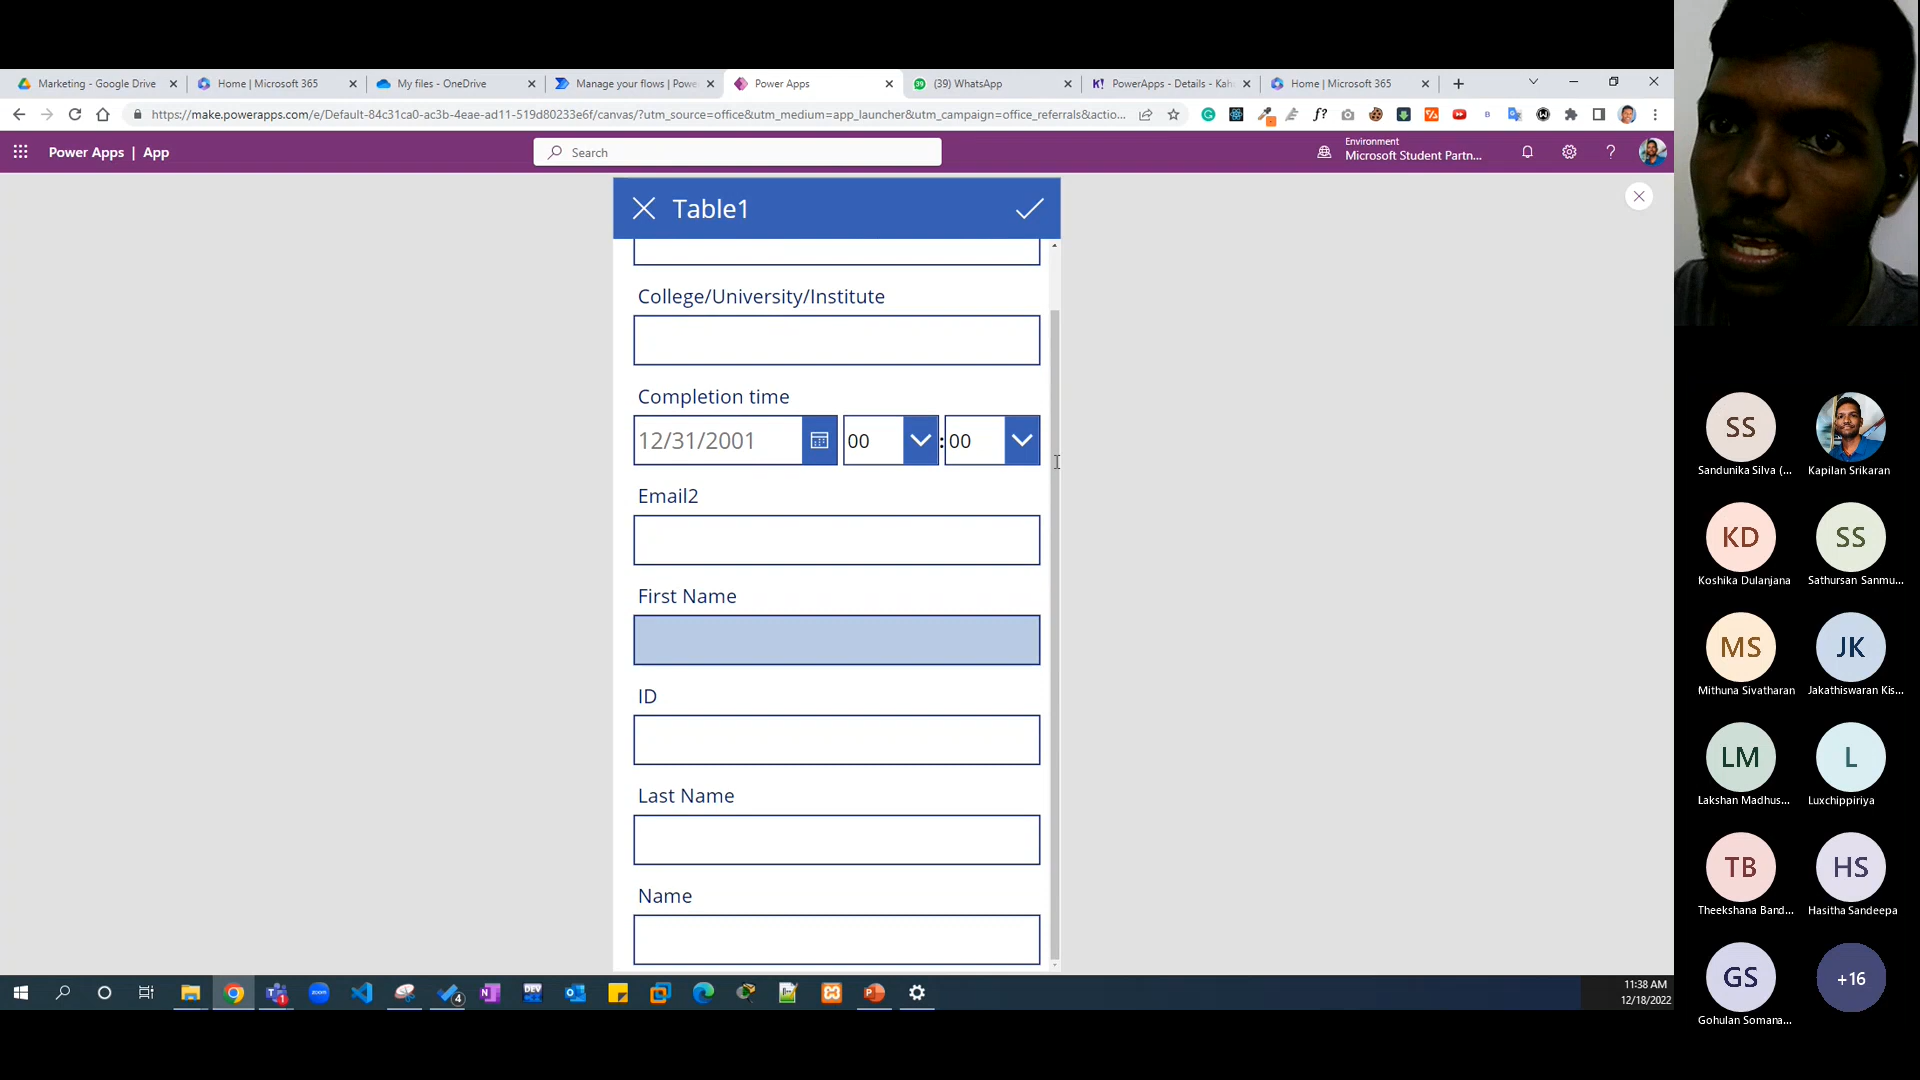 Marketing - Google Drive
Home | Microsoft 365
My files - OneDrive
Manage your flows | Powe
Power Apps
(39) WhatsApp
K! PowerApps - Details - Kah
Home | Microsoft 365
https://make.powerapps.com/e/Default-84c31ca0-ac3b-4eae-ad11-519d80233e6f/canvas/?utm_source=office&utm_medium=app_launcher&utm_campaign=office_referrals&actio...
f?
Power Apps | App
Search
Environment
Microsoft Student Partn...
?
Table1
College/University/Institute
Completion time
12/31/2001
00
:
00
Email2
First Name
ID
Last Name
Name
SS
Sandunika Silva (...
Kapilan Srikaran
KD
Koshika Dulanjana
SS
Sathursan Sanmu...
MS
Mithuna Sivatharan
JK
Jakathiswaran Kis...
LM
Lakshan Madhus...
L
Luxchippiriya
TB
Theekshana Band...
HS
Hasitha Sandeepa
GS
Gohulan Somana...
+16
11:38 AM
12/18/2022